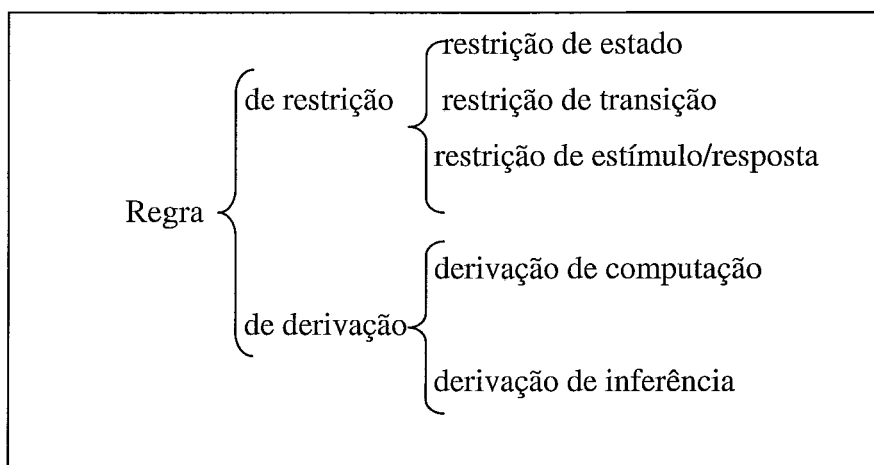 restrição de estado
de restrição
restrição de transição
restrição de estímulo/resposta
Regra
derivação de computação
de derivação
derivação de inferência